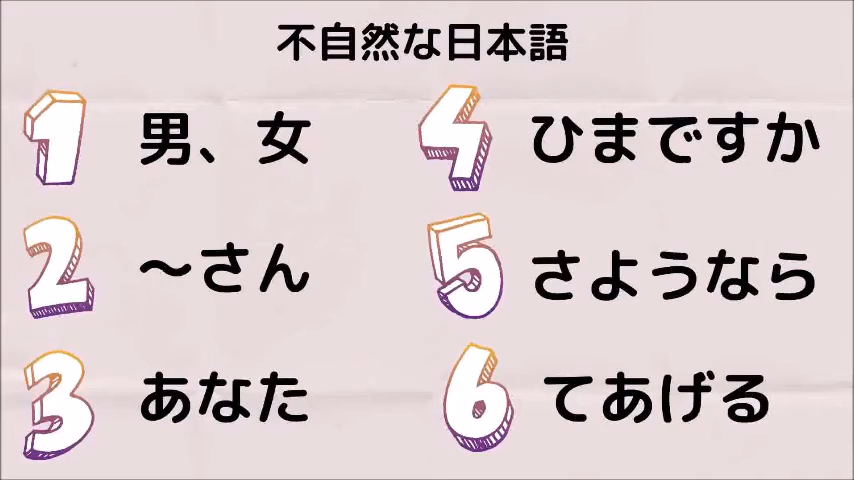 不自然な日本語
1 男、女
2 〜さん
3 あなた
4 ひまですか
5 さようなら
6 てあげる